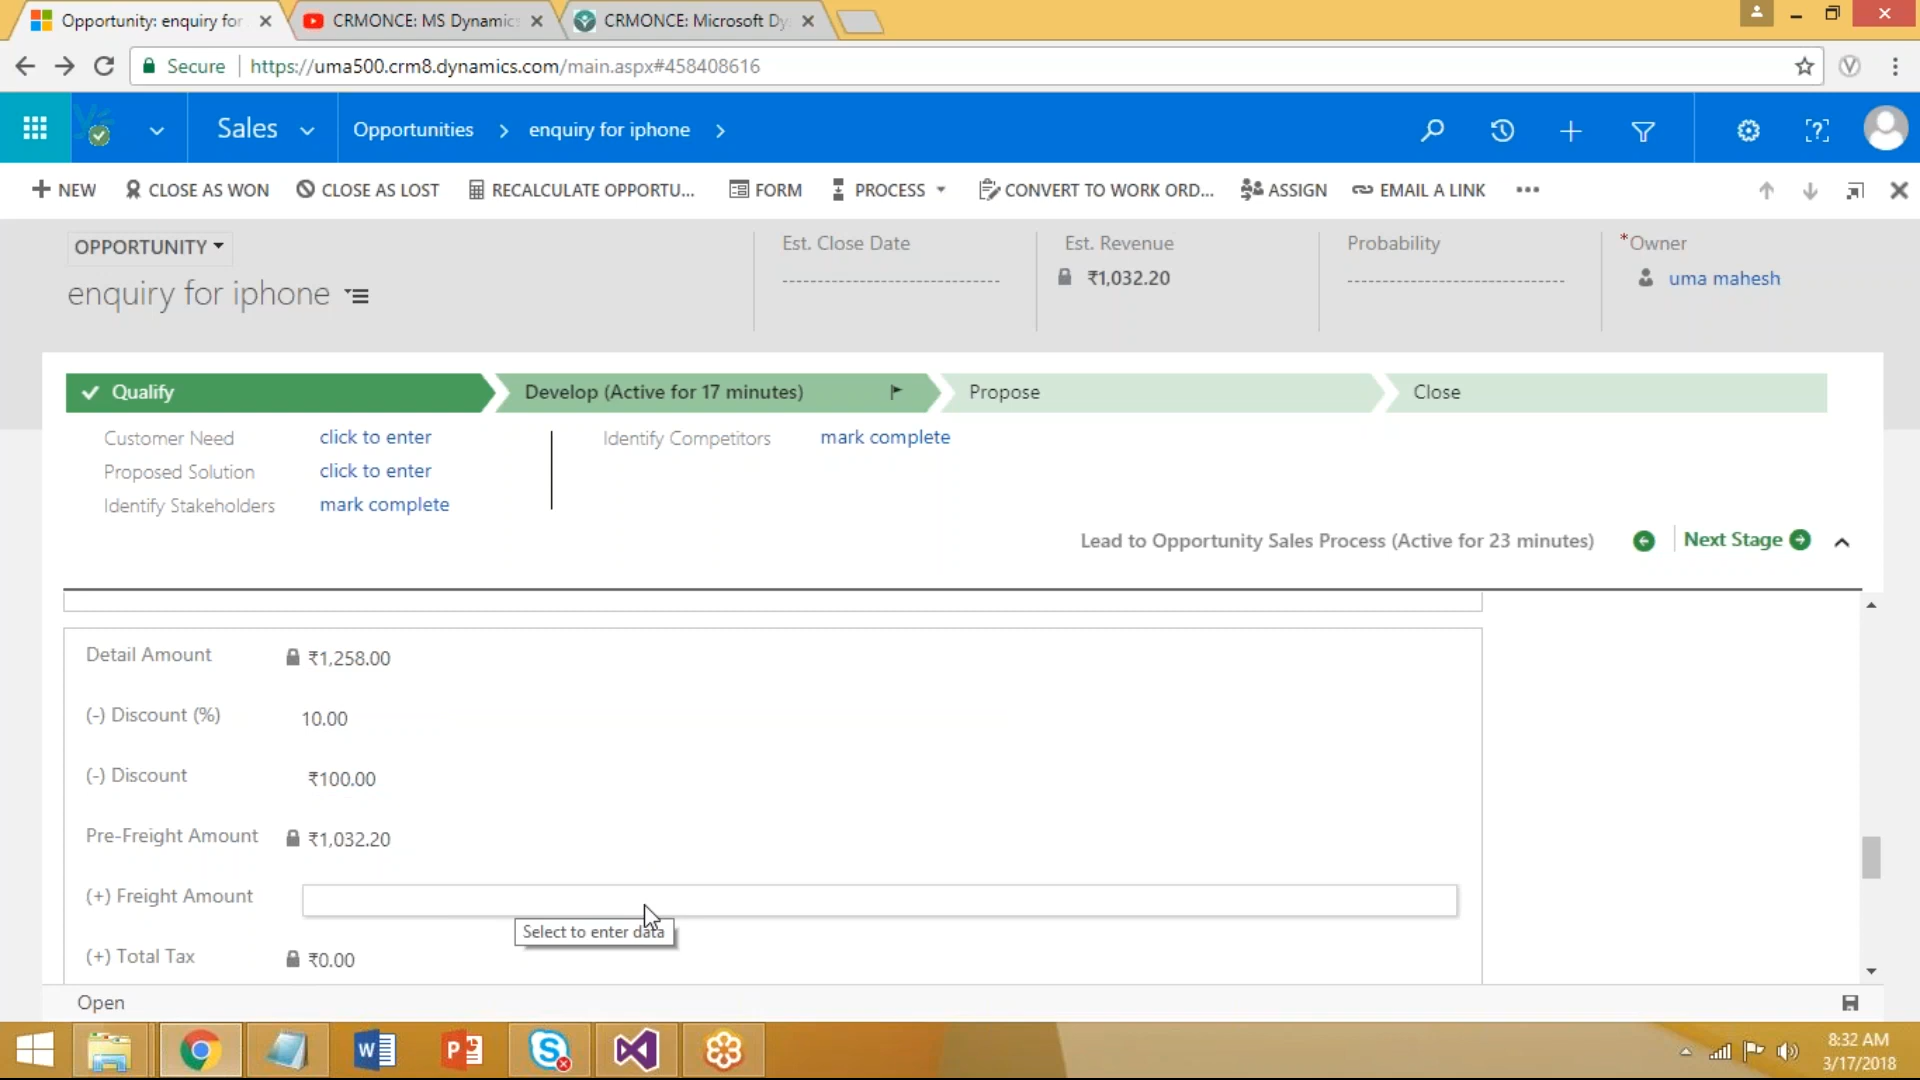 Opportunity: enquiry for
CRMONCE: MS Dynamics
CRMONCE: Microsoft Dy
Secure
https://uma500.crm8.dynamics.com/main.aspx#458408616
Sales
Opportunities > enquiry for iphone >
NEW
CLOSE AS WON
CLOSE AS LOST
RECALCULATE OPPORTU...
FORM
PROCESS
CONVERT TO WORK ORD...
ASSIGN
EMAIL A LINK
OPPORTUNITY
enquiry for iphone
Est. Close Date
Est. Revenue
₹1,032.20
Probability
*Owner
uma mahesh
Qualify
Develop (Active for 17 minutes)
Propose
Close
Customer Need click to enter
Proposed Solution click to enter
Identify Stakeholders mark complete
Identify Competitors mark complete
Lead to Opportunity Sales Process (Active for 23 minutes)
Next Stage
Detail Amount ₹1,258.00
(-) Discount (%) 10.00
(-) Discount ₹100.00
Pre-Freight Amount ₹1,032.20
(+) Freight Amount
Select to enter data
(+) Total Tax ₹0.00
Open
8:32 AM
3/17/2018